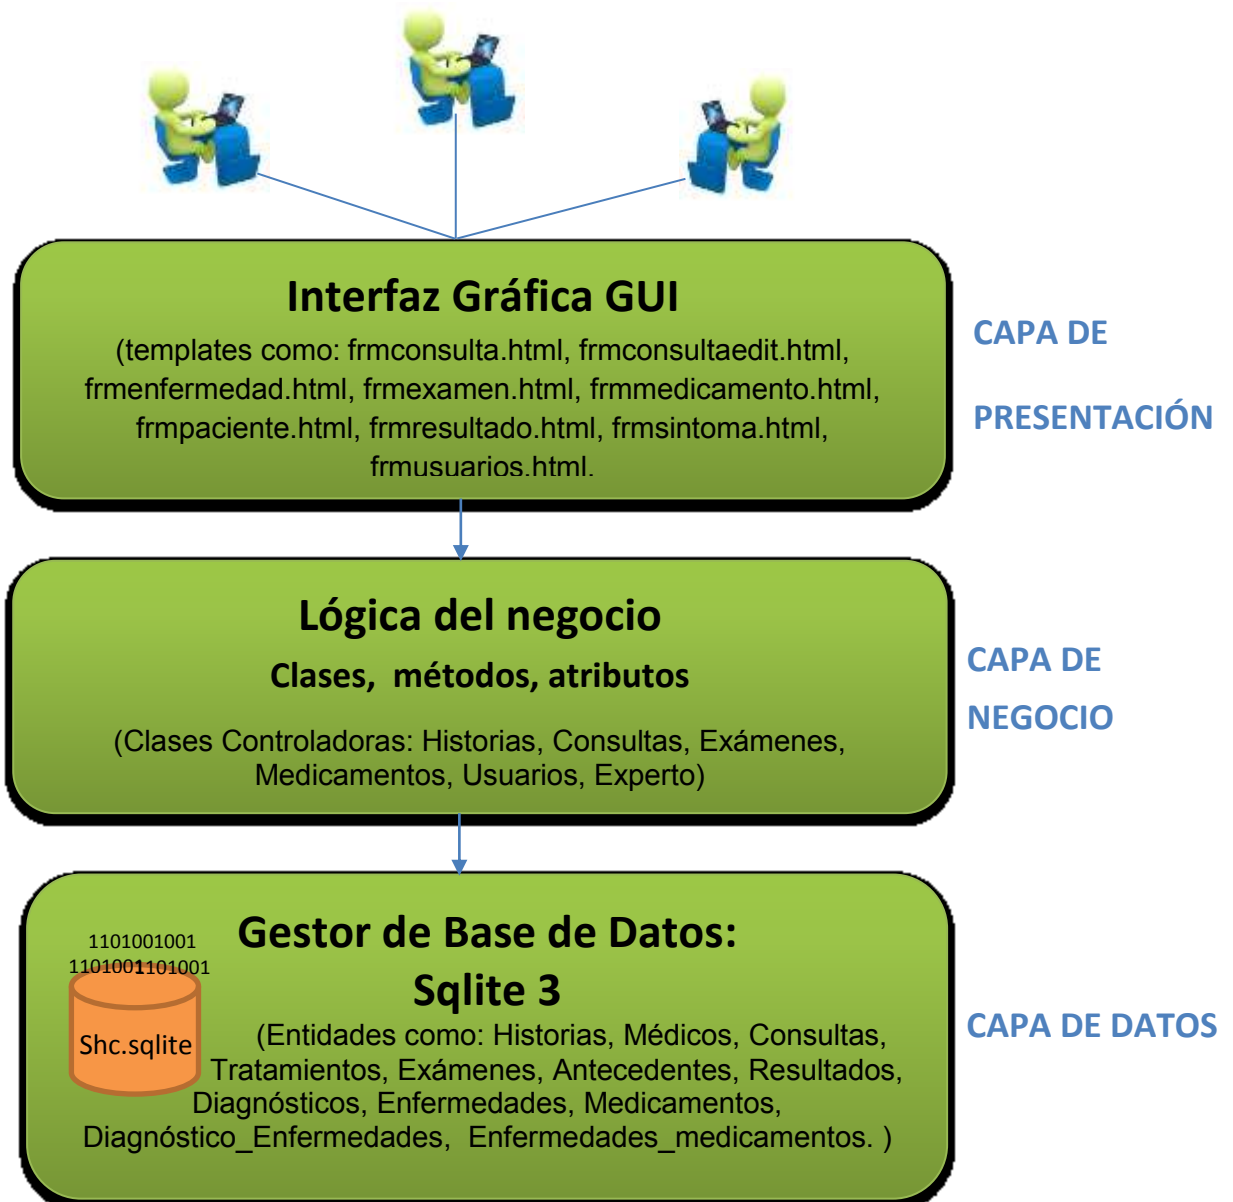 Interfaz Gráfica GUI
(templates como: frmconsulta.html, frmconsultaedit.html,
frmenfermedad.html, frmexamen.html, frmmedicamento.html,
frmpaciente.html, frmresultado.html, frmsintoma.html,
frmusuarios.html.
CAPA DE
PRESENTACIÓN
Lógica del negocio
Clases, métodos, atributos
(Clases Controladoras: Historias, Consultas, Exámenes,
Medicamentos, Usuarios, Experto)
CAPA DE
NEGOCIO
Gestor de Base de Datos:
Sqlite 3
1101001001
11010011101001
Shc.sqlite
(Entidades como: Historias, Médicos, Consultas,
Tratamientos, Exámenes, Antecedentes, Resultados,
Diagnósticos, Enfermedades, Medicamentos,
Diagnóstico_Enfermedades, Enfermedades_medicamentos. )
CAPA DE DATOS